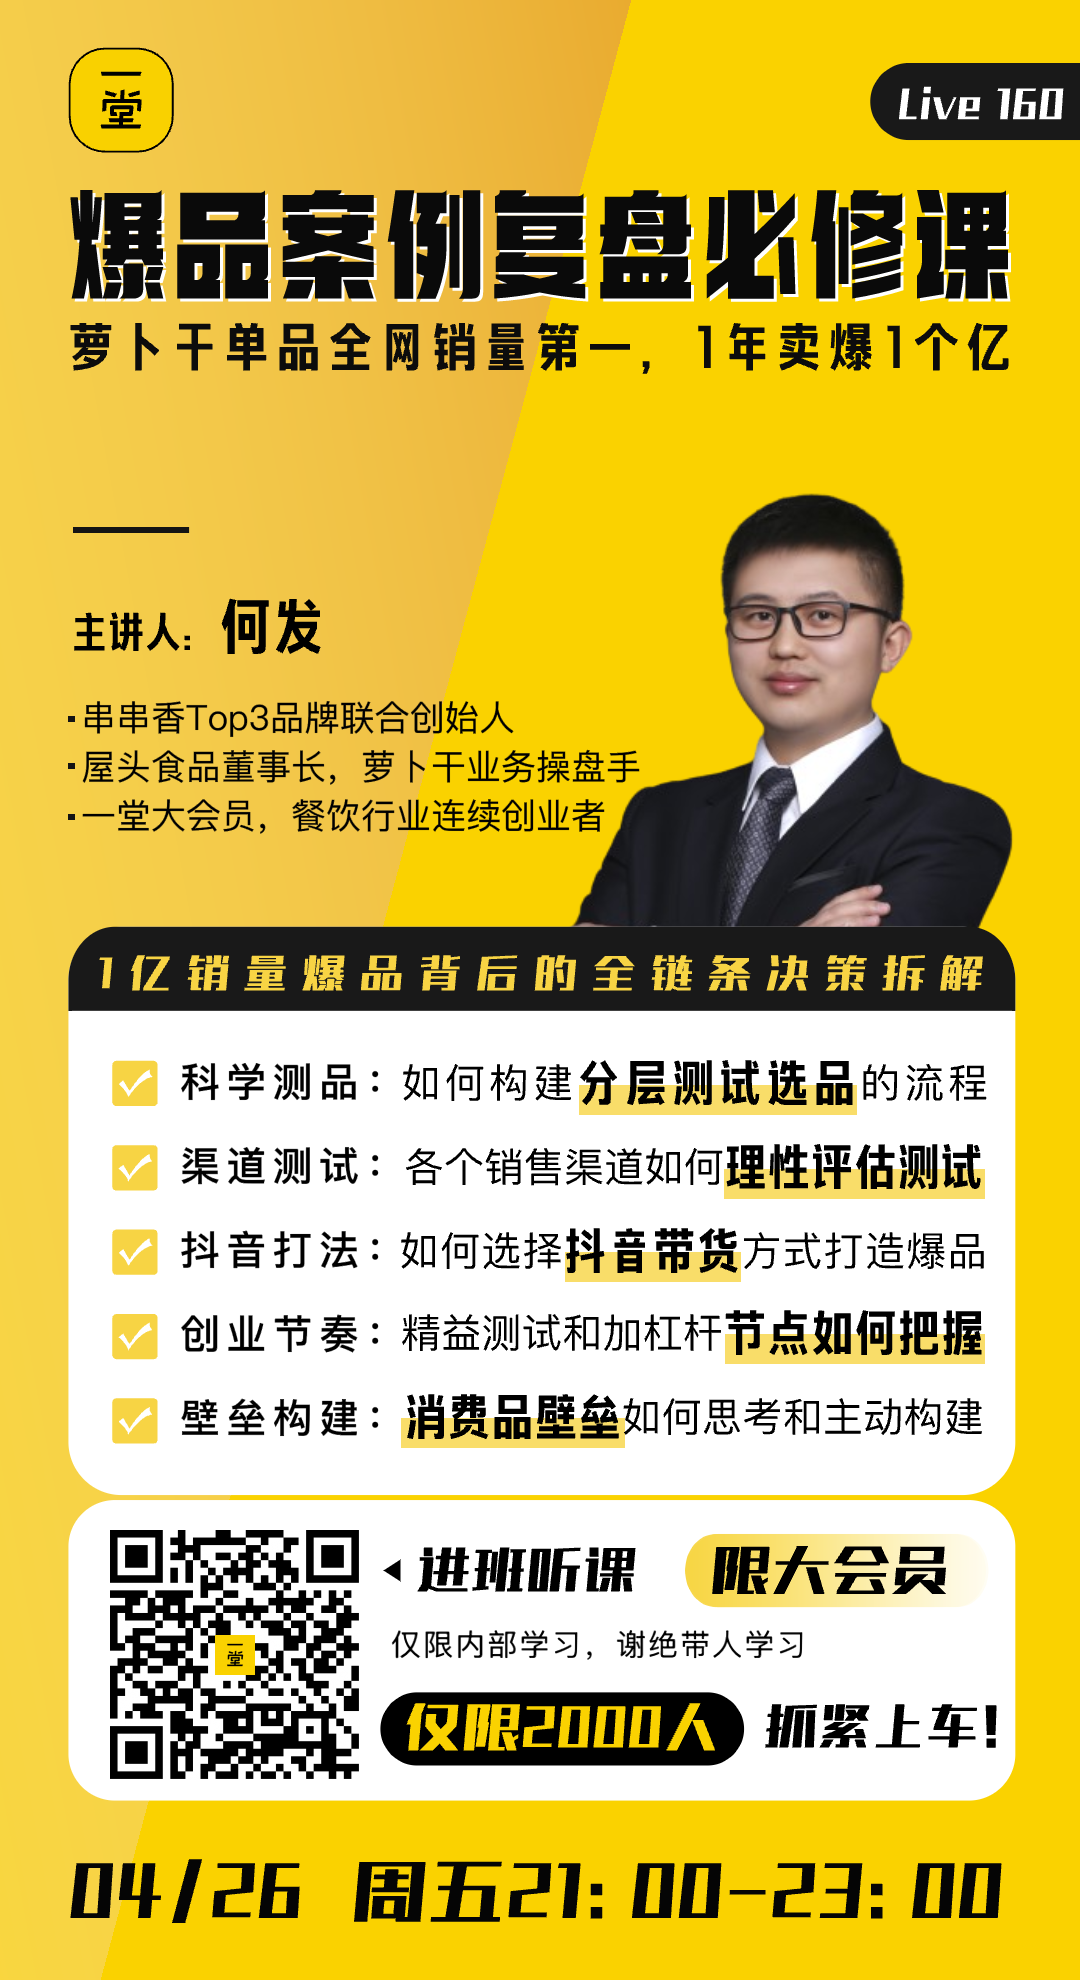 一堂
Live 160
爆品案例复盘必修课
萝卜干单品全网销量第一，1年卖爆1个亿
主讲人：何发
串串香Top3品牌联合创始人
屋头食品董事长，萝卜干业务操盘手
一堂大会员，餐饮行业连续创业者
1亿销量爆品背后的全链条决策拆解
科学测品：如何构建分层测试选品的流程
渠道测试：各个销售渠道如何理性评估测试
抖音打法：如何选择抖音带货方式打造爆品
创业节奏：精益测试和加杠杆节点如何把握
壁垒构建：消费品壁垒如何思考和主动构建
一堂
进班听课 限大会员
仅限内部学习，谢绝带人学习
仅限2000人 抓紧上车！
04/26 周五21：00-23：00